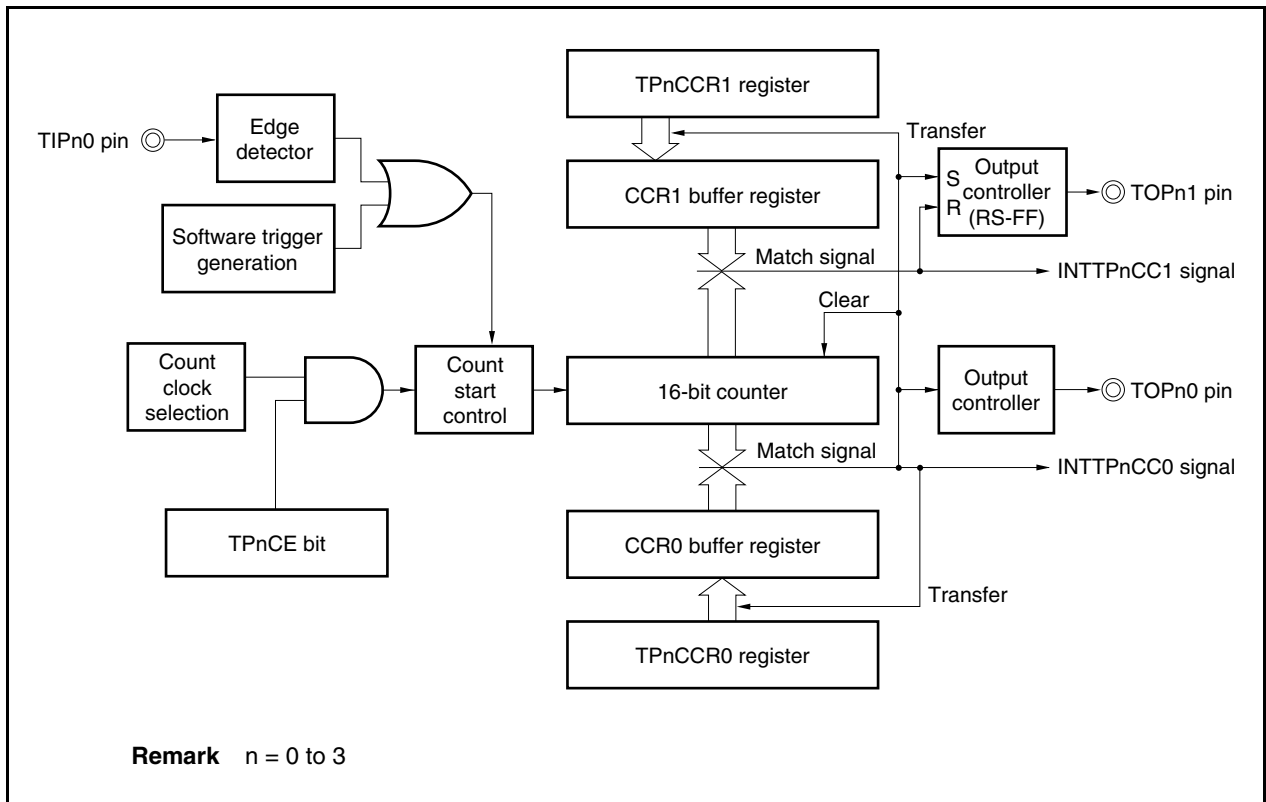 TPnCCR1 register
TIPn0 pin
Edge
detector
Transfer
CCR1 buffer register
S
R
Output
controller
(RS-FF)
TOPn1 pin
Software trigger
generation
Match signal
INTTPnCC1 signal
Clear
Count
clock
selection
Count
start
control
16-bit counter
Output
controller
TOPn0 pin
Match signal
INTTPnCC0 signal
TPnCE bit
CCR0 buffer register
Transfer
TPnCCR0 register
Remark n = 0 to 3